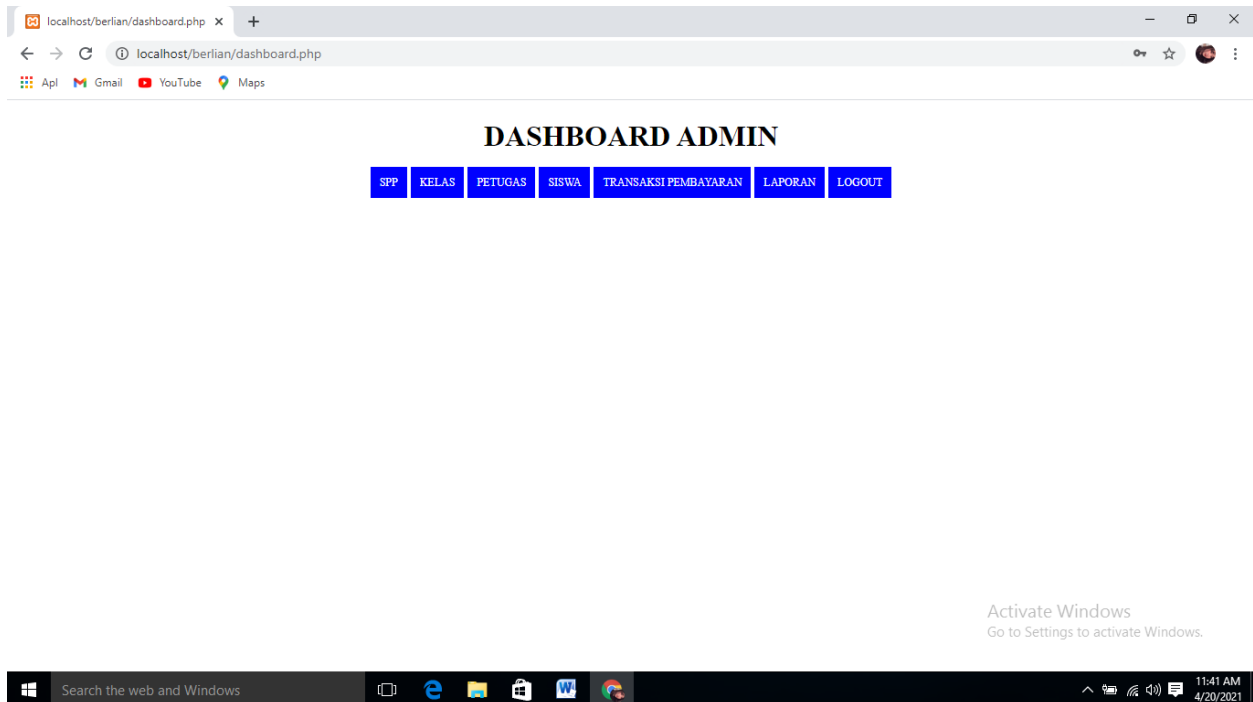 localhost/berlian/dashboard.php
localhost/berlian/dashboard.php
Apl Gmail YouTube Maps
DASHBOARD ADMIN
SPP KELAS PETUGAS SISWA TRANSAKSI PEMBAYARAN LAPORAN LOGOUT
Activate Windows
Go to Settings to activate Windows.
Search the web and Windows
11:41 AM
4/20/2021